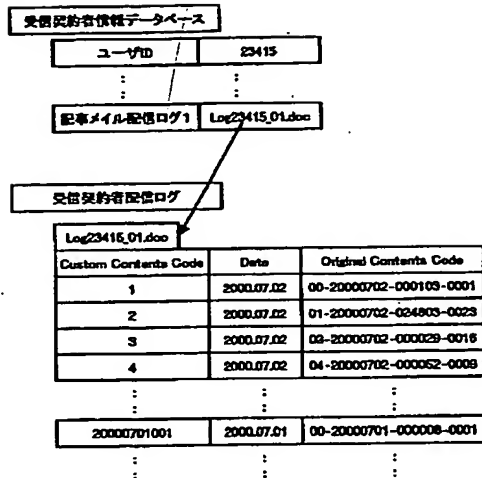 受信契約者情報データベース
ユーザID 23415
記事メイル配信ログ1 Log23415_01.doc
受信契約者配信ログ
Log23415_01.doc
Custom Contents Code Date Original Contents Code
1 2000.07.02 00-20000702-000103-0001
2 2000.07.02 01-20000702-024803-0023
3 2000.07.02 03-20000702-000029-0016
4 2000.07.02 04-20000702-000052-0009
20000701001 2000.07.01 00-20000701-000008-0001